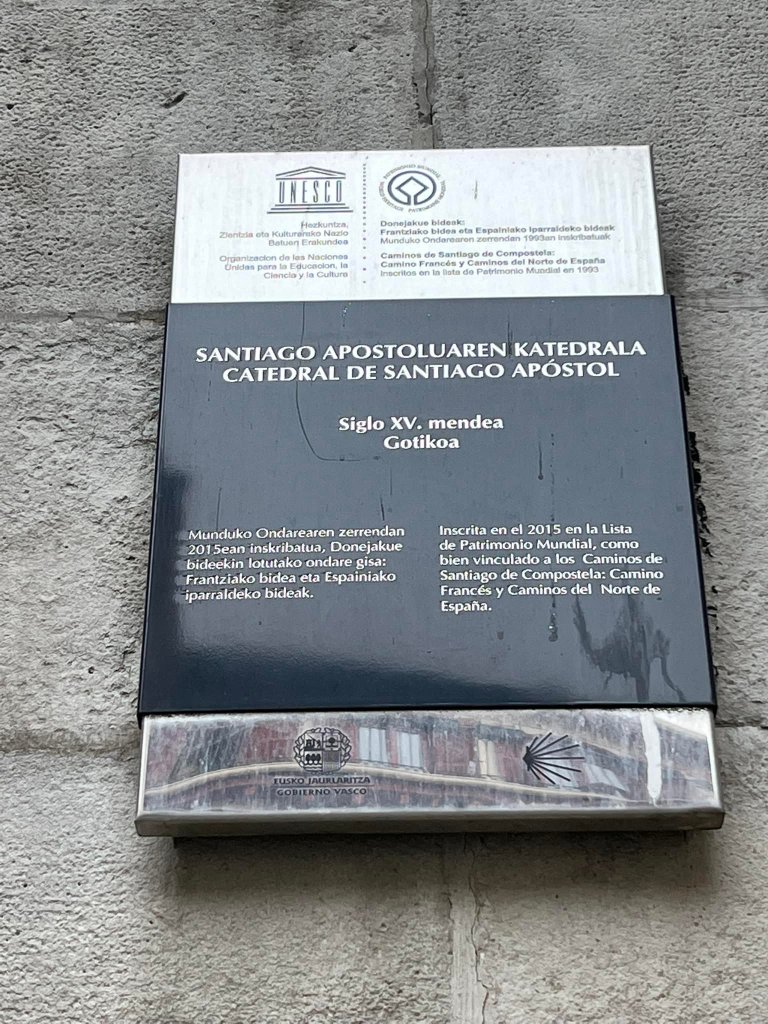 UNESCO
PATRIMONIO MUNDIAL
Hezkuntza,
Zientzia eta Kulturarako Nazio
Batuen Erakundea
Organizacion de las Naciones
Unidas para la Educacion, la
Ciencia y la Cultura
Donejakue bideak:
Frantziako bidea eta Espainiako iparraldeko bideak
Munduko Ondarearen zerrendan 1993an inskribatuak
Caminos de Santiago de Compostela:
Camino Francés y Caminos del Norte de España
Inscritos en la lista de Patrimonio Mundial en 1993
SANTIAGO APOSTOLUAREN KATEDRALA
CATEDRAL DE SANTIAGO APÓSTOL
Siglo XV. mendea
Gotikoa
Munduko Ondarearen zerrendan
2015ean inskribatua, Donejakue
bideekin lotutako ondare gisa:
Frantziako bidea eta Espainiako
iparraldeko bideak.
Inscrita en el 2015 en la Lista
de Patrimonio Mundial, como
bien vinculado a los Caminos de
Santiago de Compostela: Camino
Francés y Caminos del Norte de
España.
EUSKO JAURLARITZA
GOBIERNO VASCO